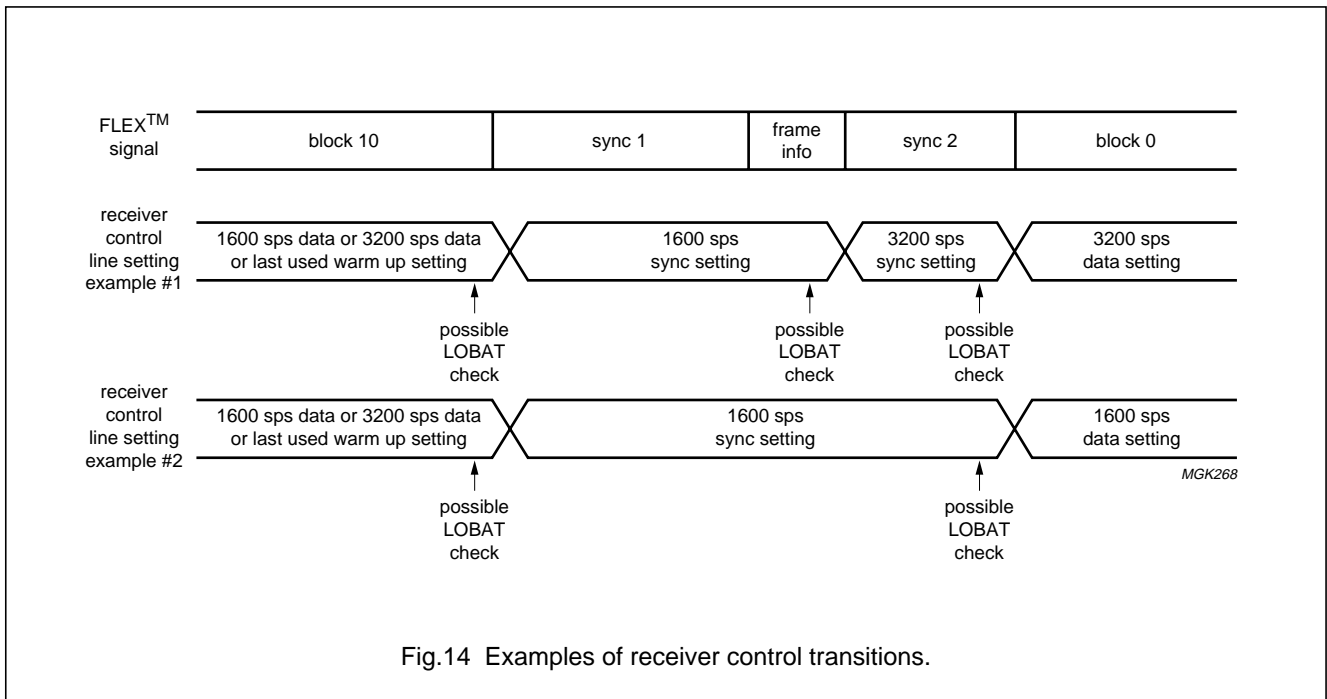 FLEX™
signal
block 10
sync 1
frame
info
sync 2
block 0
receiver
control
line setting
example #1
1600 sps data or 3200 sps data
or last used warm up setting
1600 sps
sync setting
3200 sps
sync setting
3200 sps
data setting
possible
LOBAT
check
possible
LOBAT
check
possible
LOBAT
check
receiver
control
line setting
example #2
1600 sps data or 3200 sps data
or last used warm up setting
1600 sps
sync setting
1600 sps
data setting
MGK268
possible
LOBAT
check
possible
LOBAT
check
Fig.14 Examples of receiver control transitions.